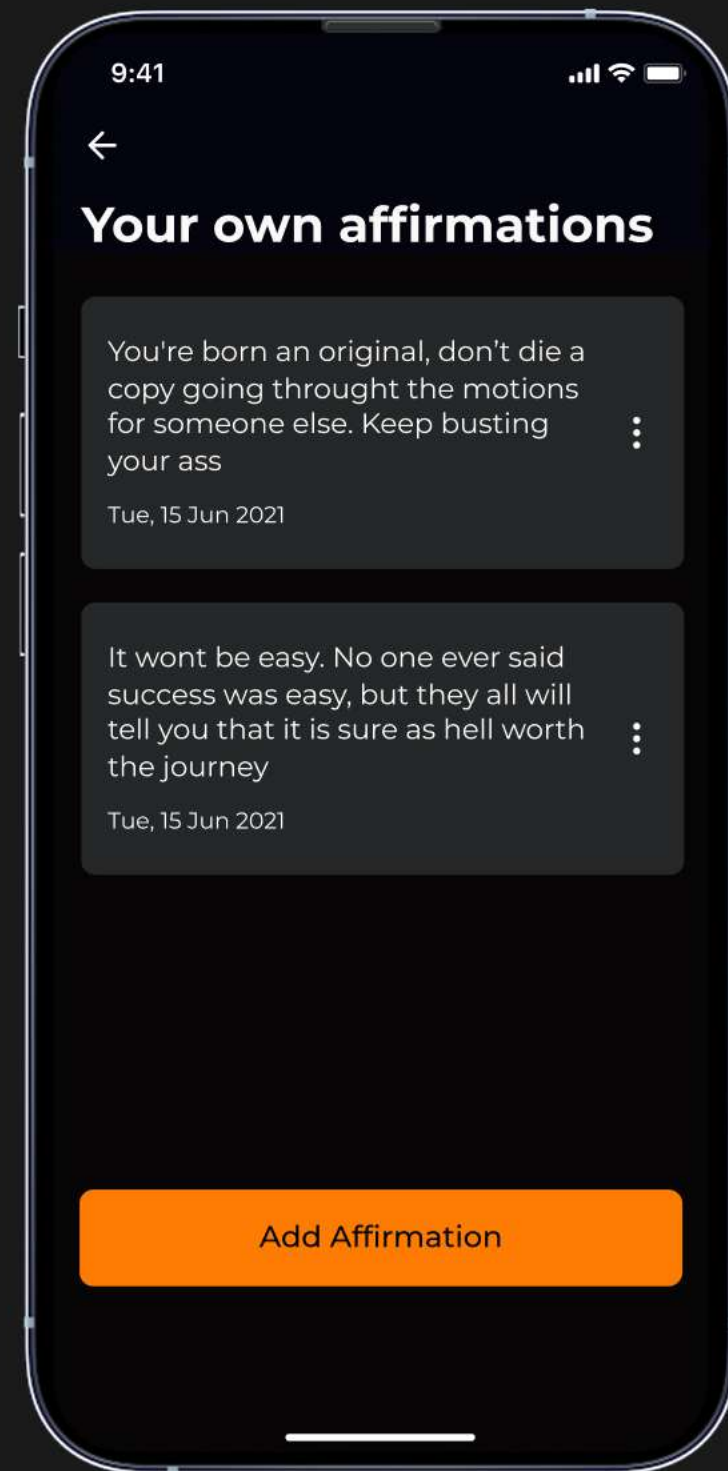 9:41
Your own affirmations
You're born an original, don’t die a
copy going throught the motions
for someone else. Keep busting
your ass
Tue, 15 Jun 2021
It wont be easy. No one ever said
success was easy, but they all will
tell you that it is sure as hell worth
the journey
Tue, 15 Jun 2021
Add Affirmation